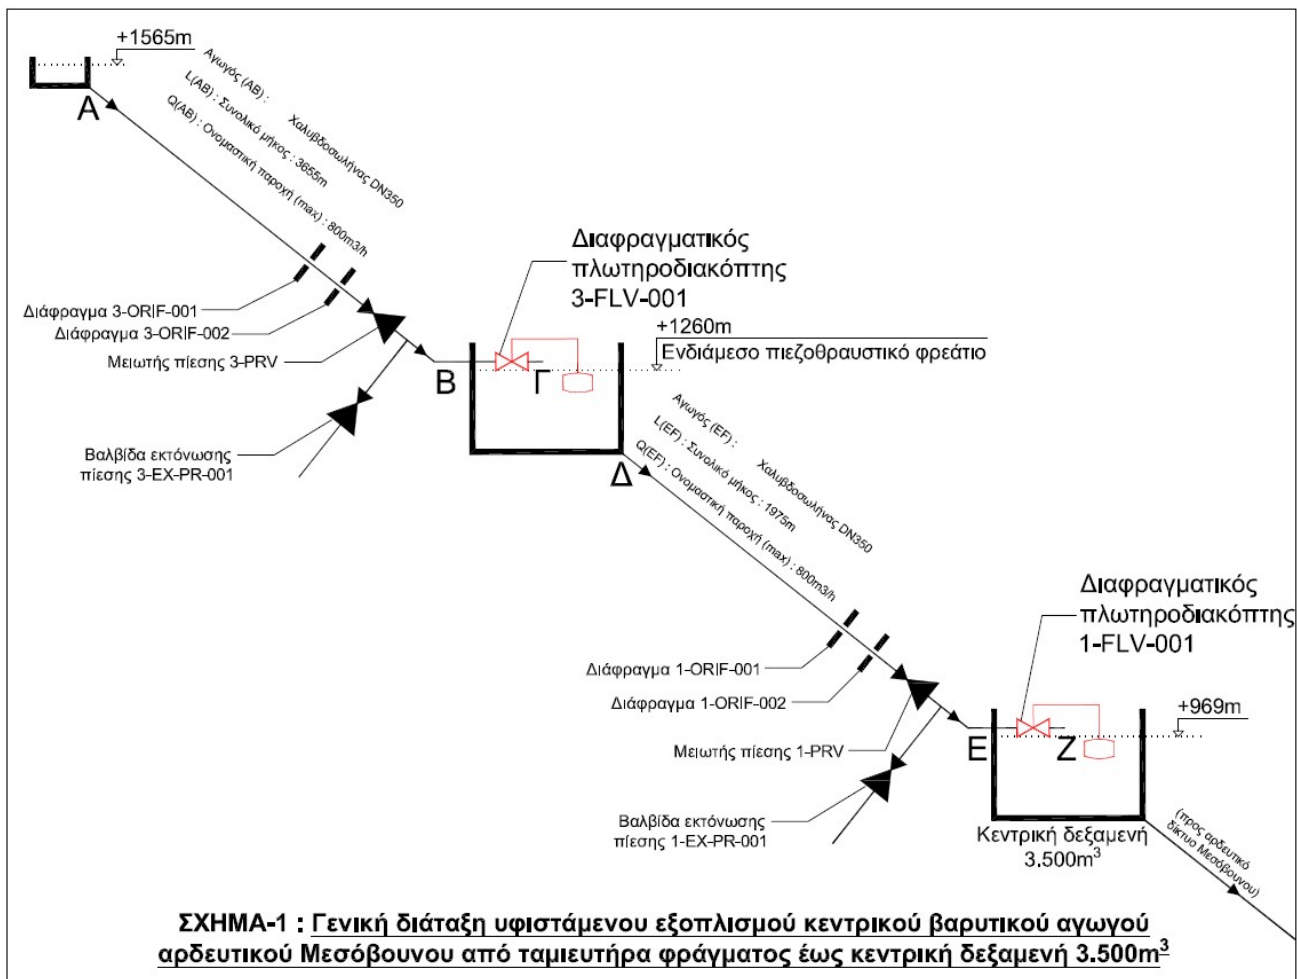 +1565m
Αγωγός (AB) :
Χαλυβδοσωλήνας DN350
L(AB) : Συνολικό μήκος : 3655m
Q(AB) : Ονομαστική παροχή (max) : 800m3/h
A
Διαφραγματικός
πλωτηροδιακόπτης
3-FLV-001
Διάφραγμα 3-ORIF-001
Διάφραγμα 3-ORIF-002
Μειωτής πίεσης 3-PRV
+1260m
Ενδιάμεσο πιεζοθραυστικό φρεάτιο
B
Γ
Βαλβίδα εκτόνωσης
πίεσης 3-EX-PR-001
Δ
Αγωγός (EF) :
Χαλυβδοσωλήνας DN350
L(EF) : Συνολικό μήκος : 1975m
Q(EF) : Ονομαστική παροχή (max) : 800m3/h
Διαφραγματικός
πλωτηροδιακόπτης
1-FLV-001
Διάφραγμα 1-ORIF-001
Διάφραγμα 1-ORIF-002
Μειωτής πίεσης 1-PRV
+969m
E
Z
Βαλβίδα εκτόνωσης
πίεσης 1-EX-PR-001
Κεντρική δεξαμενή
3.500m³
(προς αρδευτικό
δίκτυο Μεσόβουνου)
ΣΧΗΜΑ-1 : Γενική διάταξη υφιστάμενου εξοπλισμού κεντρικού βαρυτικού αγωγού
αρδευτικού Μεσόβουνου από ταμιευτήρα φράγματος έως κεντρική δεξαμενή 3.500m³